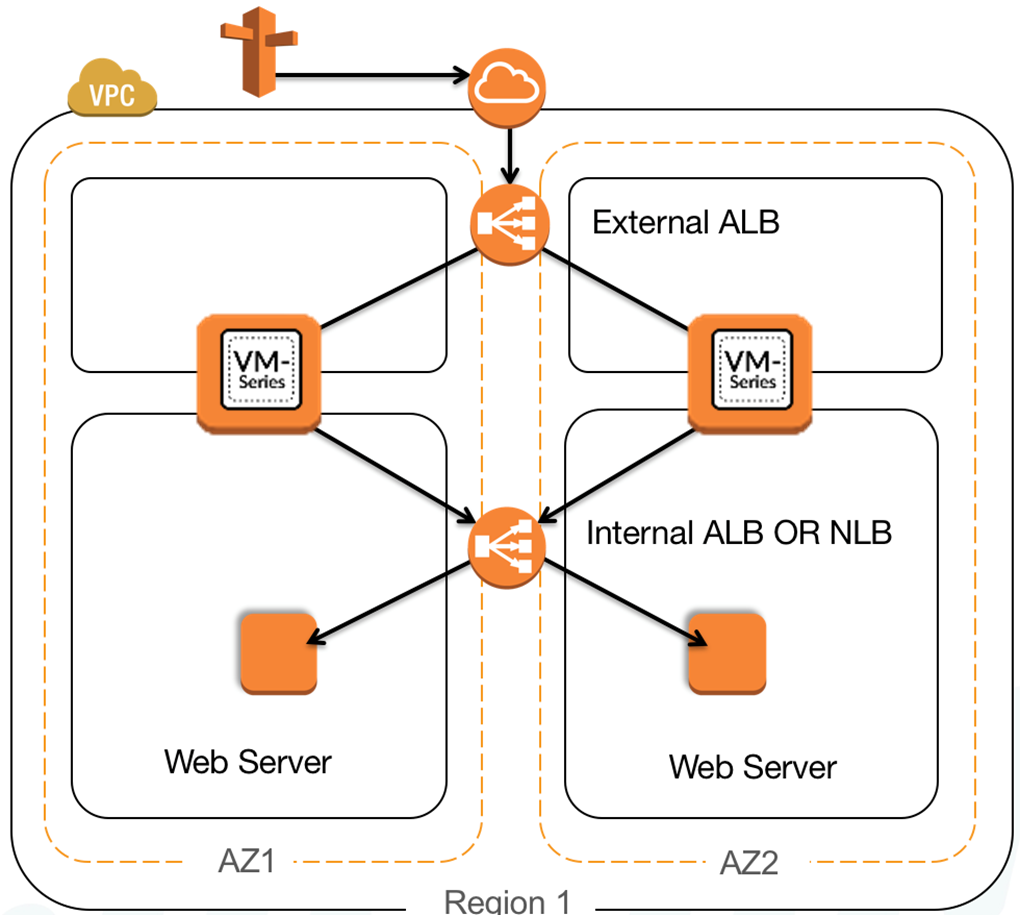 VPC
External ALB
VM-
Series
VM-
Series
Internal ALB OR NLB
Web Server
Web Server
AZ1
AZ2
Region 1